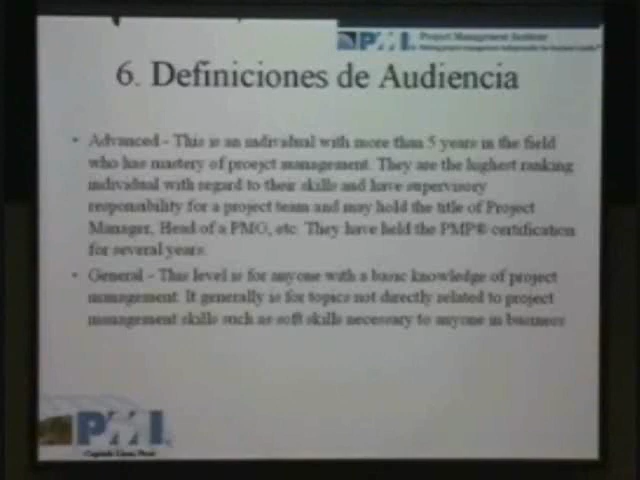 PMI Project Management Institute
6. Definiciones de Audiencia
• Advanced - This is an individual with more than 5 years in the field
who has mastery of proejct management. They are the highest ranking
individual with regard to their skills and have supervisory
responsibility for a project team and may hold the title of Project
Manager, Head of a PMO, etc. They have held the PMP® certification
for several years.
• General - This level is for anyone with a basic knowledge of project
management. It generally is for topics not directly related to project
management skills such as soft skills necessary to anyone in business
PMI